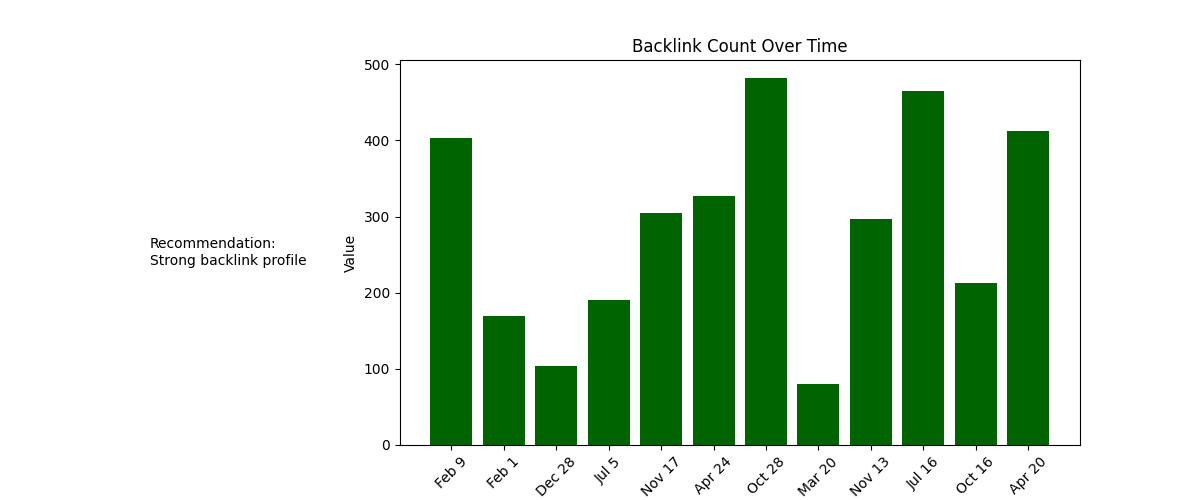 Backlink Count Over Time
Recommendation:
Strong backlink profile
Value
500
400
300
200
100
0
Feb 9
Feb 1
Dec 28
Jul 5
Nov 17
Apr 24
Oct 28
Mar 20
Nov 13
Jul 16
Oct 16
Apr 20